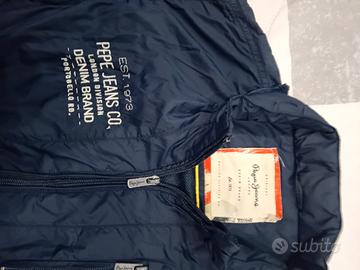 EST. 1973
PEPE JEANS CO.
LONDON DIVISION
DENIM BRAND
PORTOBELLO RD.
Pepe Jeans
subito